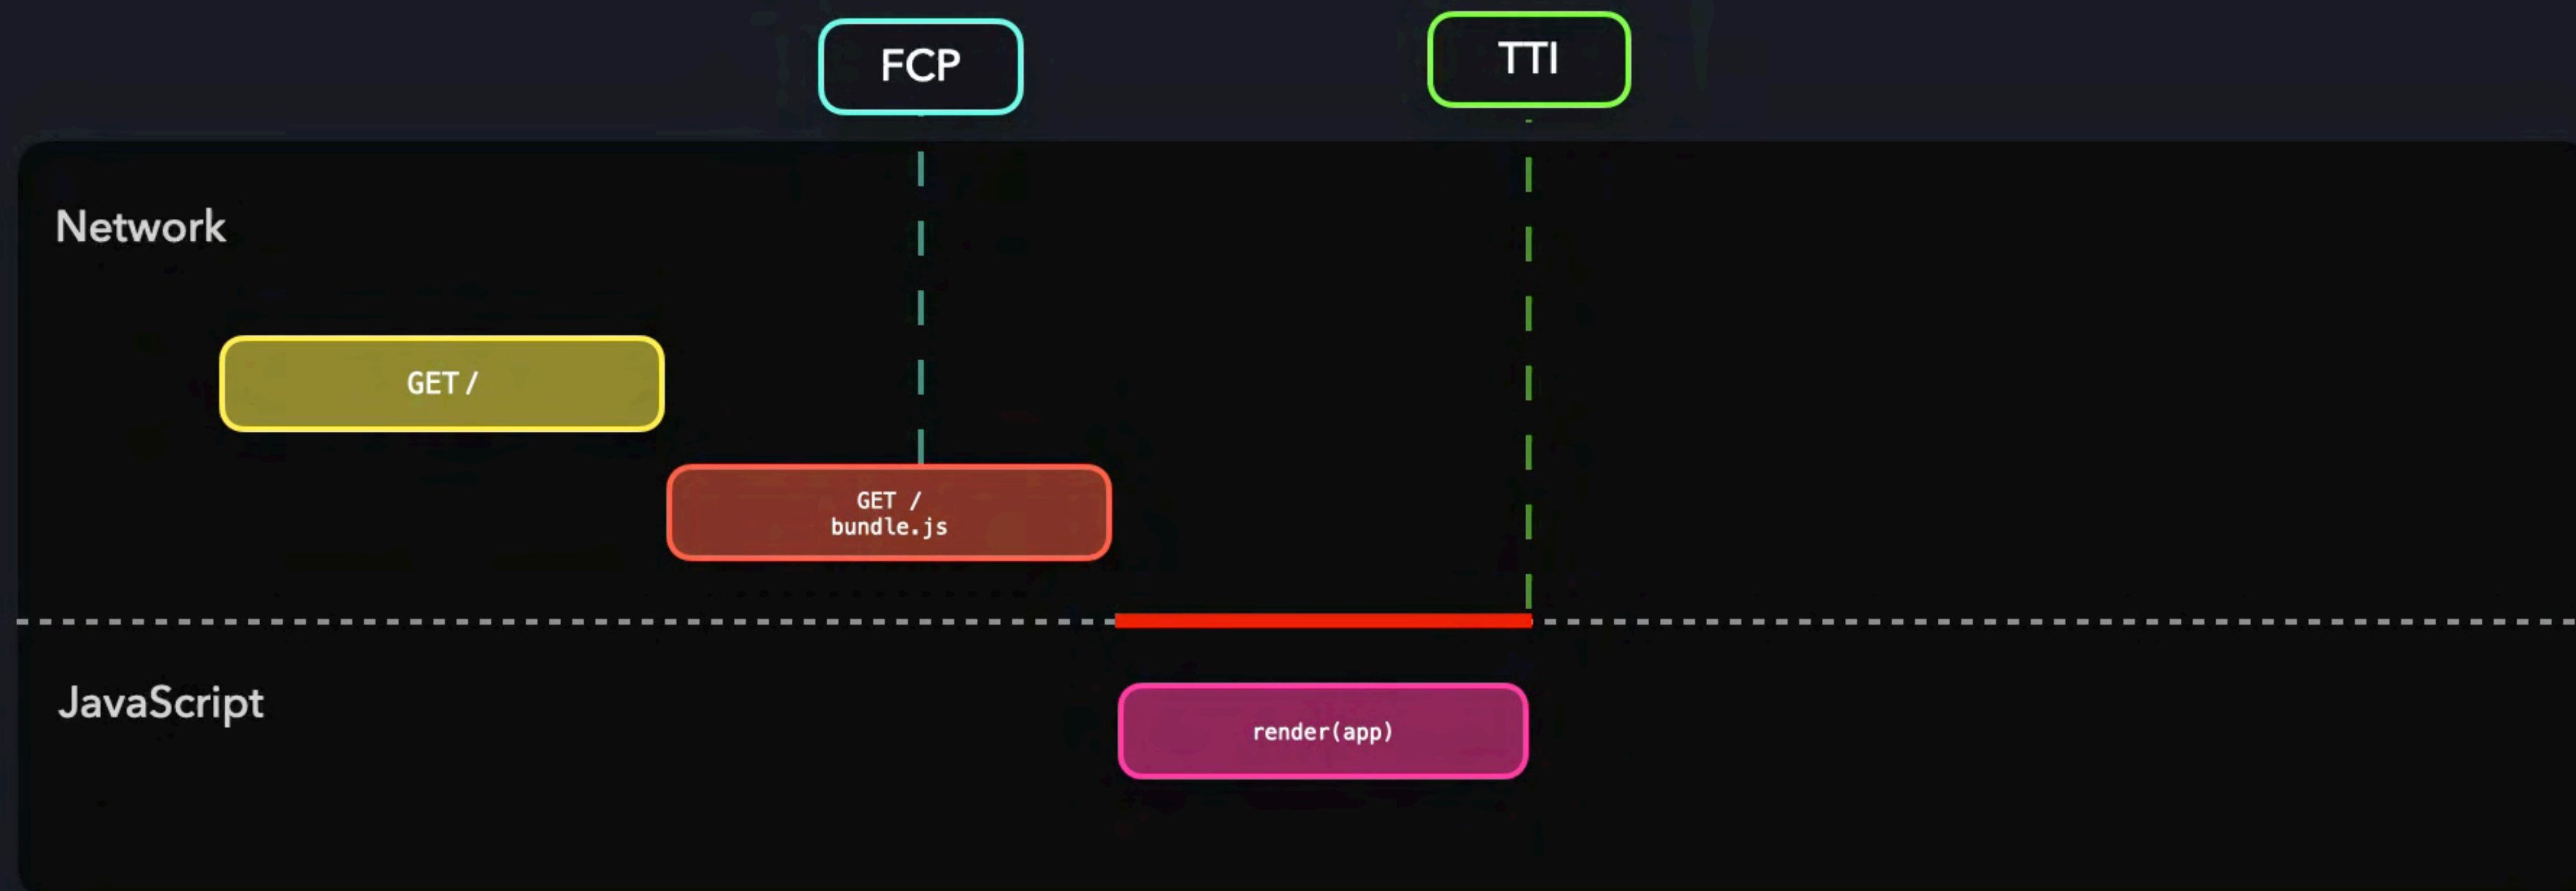 FCP
TTI
Network
GET /
GET /
bundle.js
JavaScript
render(app)